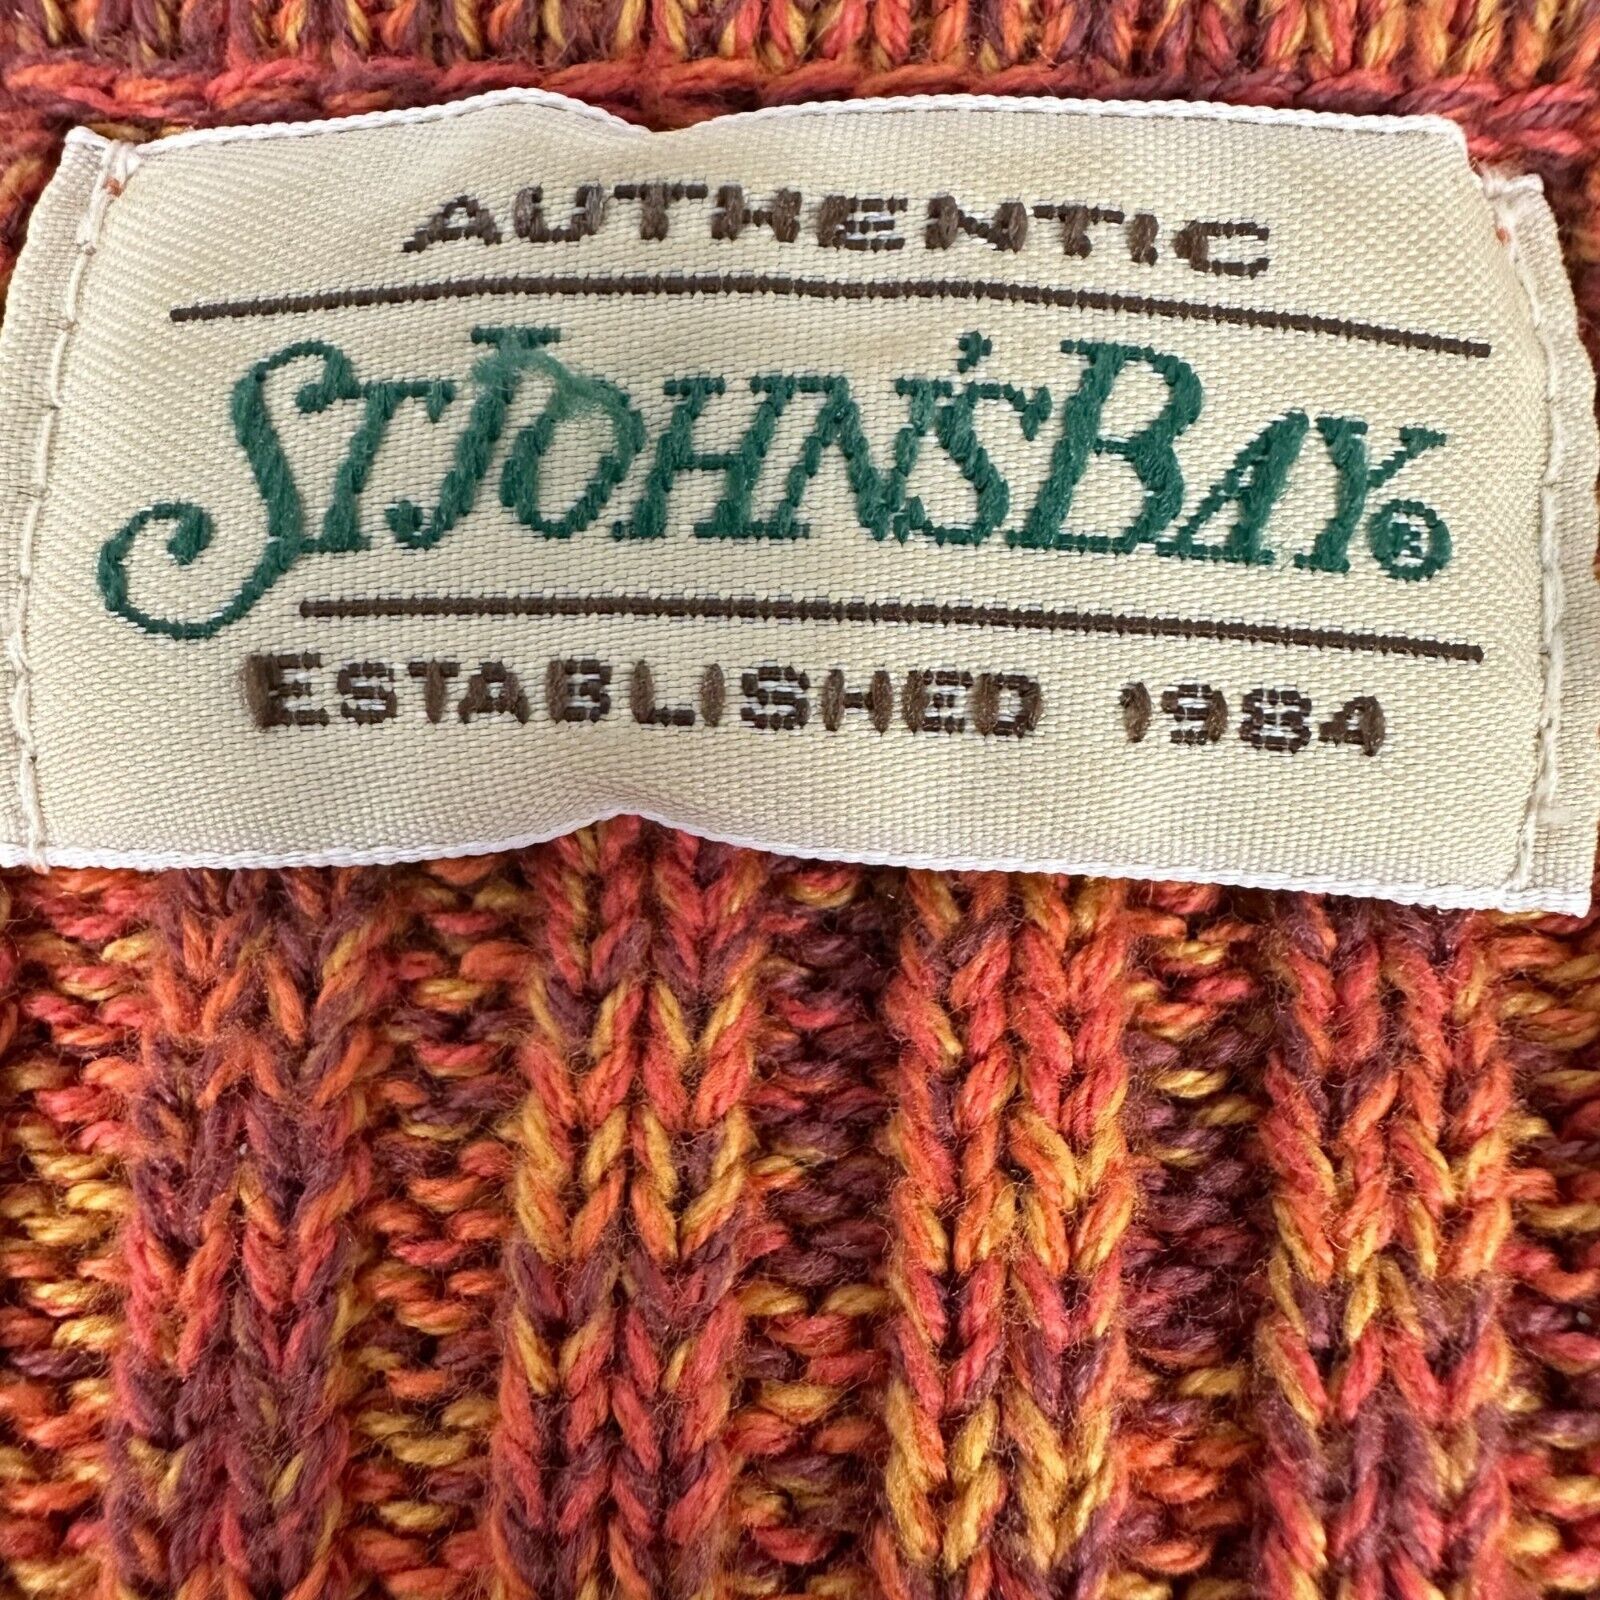 AUTHENTIC
ST JOHN'S BAY®
ESTABLISHED 1984